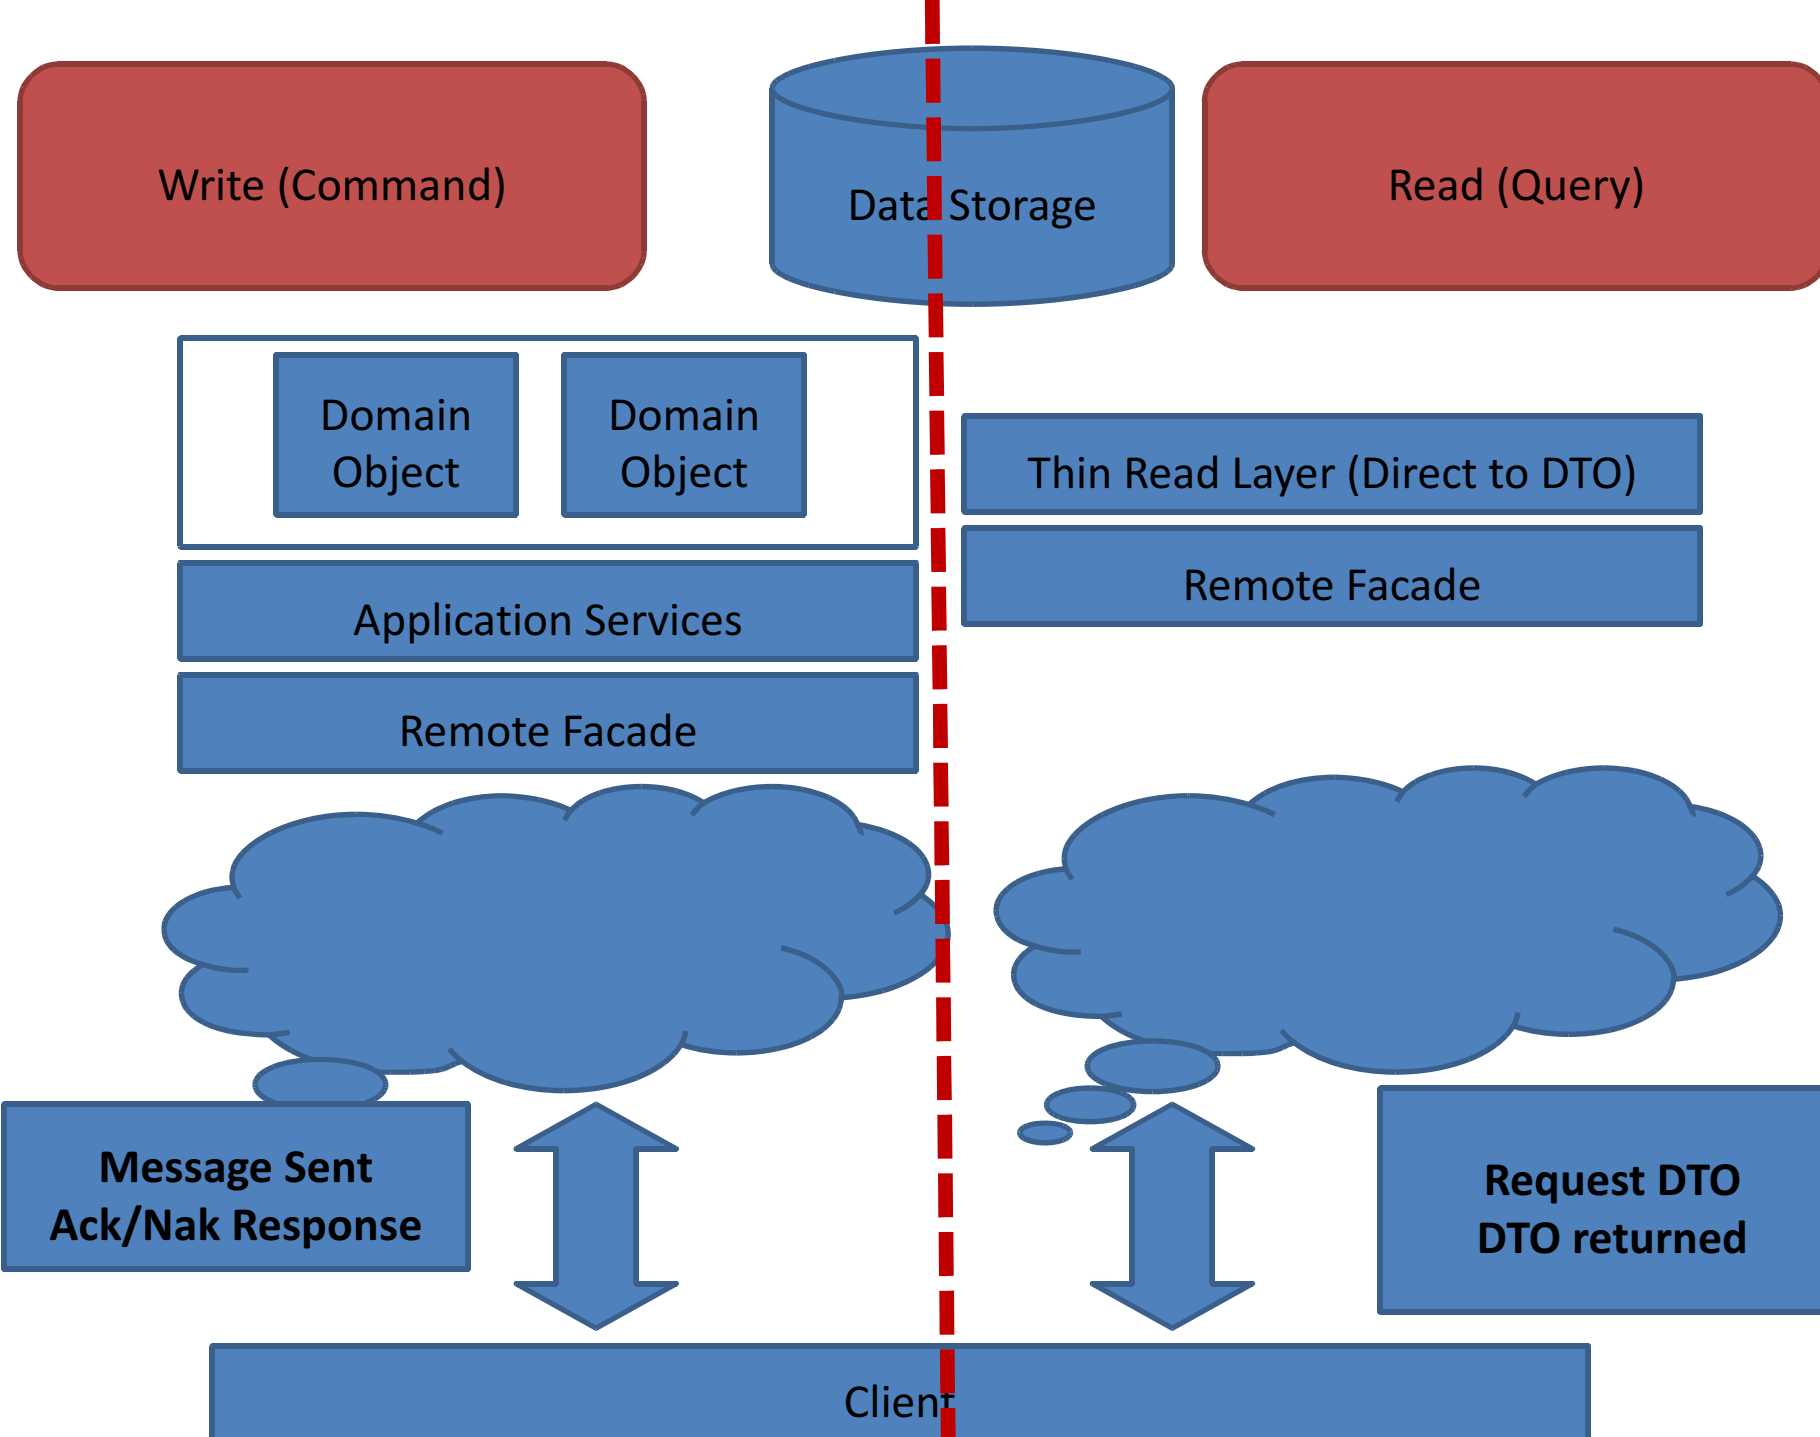 Write (Command)
Data Storage
Read (Query)
Domain
Object
Domain
Object
Thin Read Layer (Direct to DTO)
Remote Facade
Application Services
Remote Facade
Message Sent
Ack/Nak Response
Request DTO
DTO returned
Client